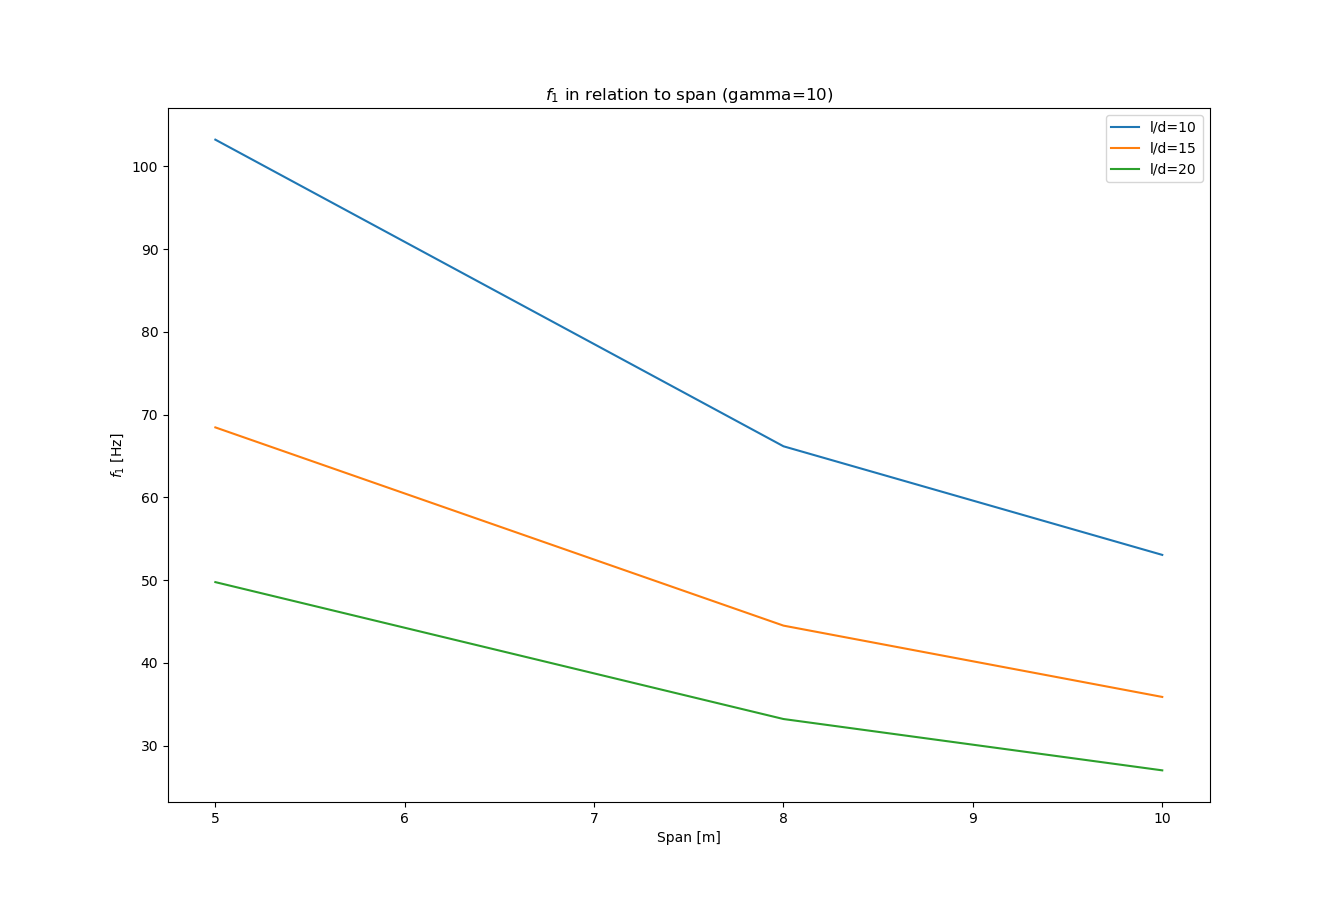 f₁ in relation to span (gamma=10)
l/d=10
l/d=15
l/d=20
100
90
80
70
60
50
40
30
f₁ [Hz]
5 6 7 8 9 10
Span [m]